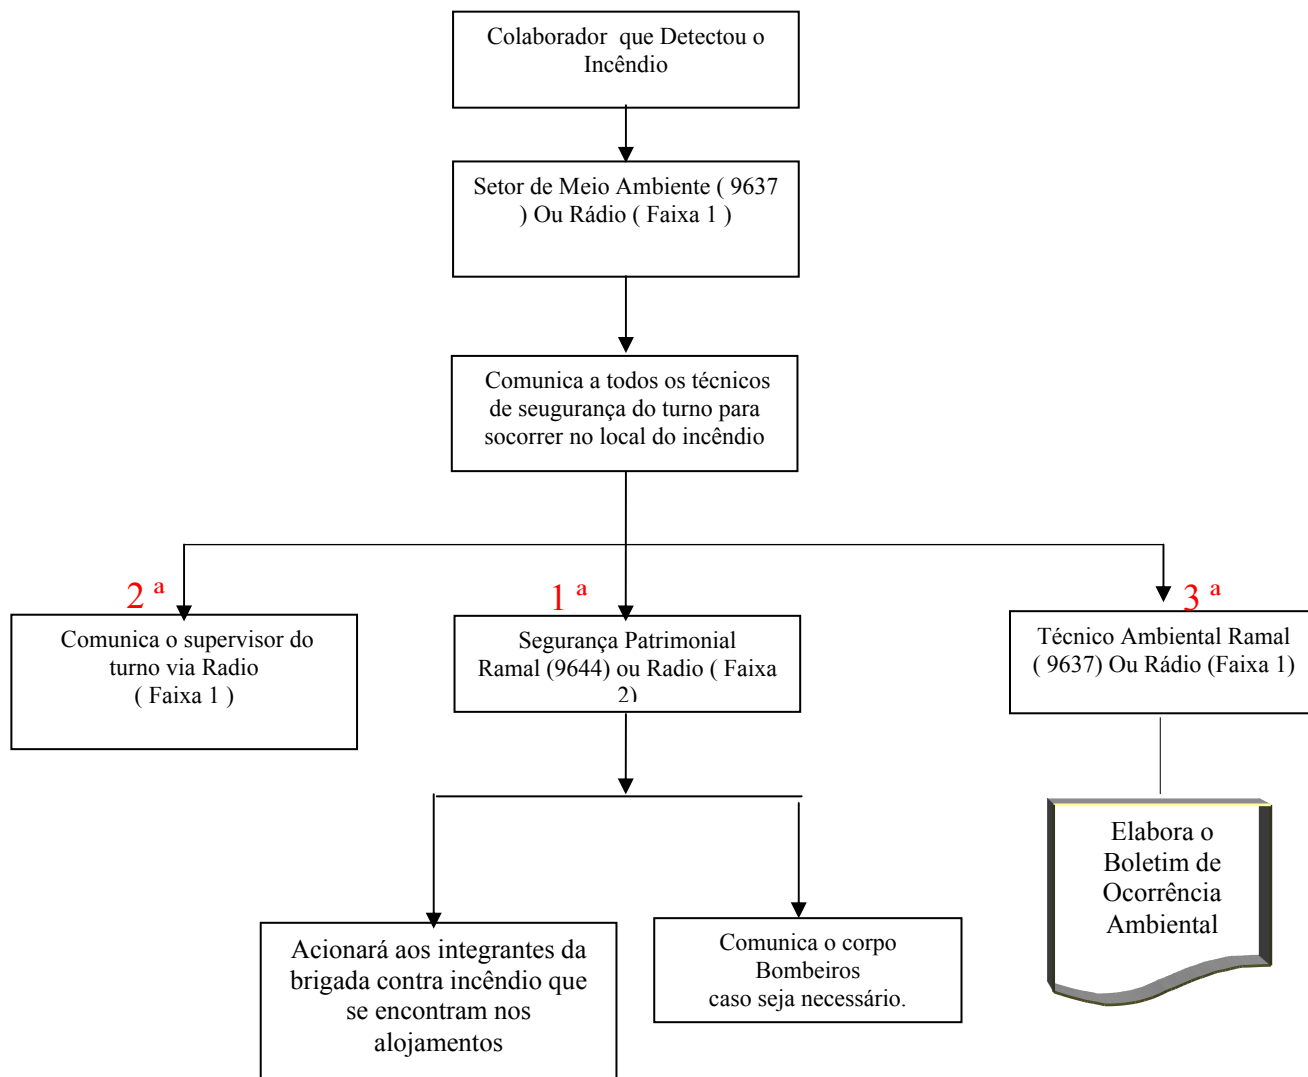 Colaborador que Detectou o
Incêndio
Setor de Meio Ambiente ( 9637
) Ou Rádio ( Faixa 1 )
Comunica a todos os técnicos
de seugurança do turno para
socorrer no local do incêndio
2 ª
Comunica o supervisor do
turno via Radio
( Faixa 1 )
1 ª
Segurança Patrimonial
Ramal (9644) ou Radio ( Faixa
2)
3 ª
Técnico Ambiental Ramal
( 9637) Ou Rádio (Faixa 1)
Acionará aos integrantes da
brigada contra incêndio que
se encontram nos
alojamentos
Comunica o corpo
Bombeiros
caso seja necessário.
Elabora o
Boletim de
Ocorrência
Ambiental